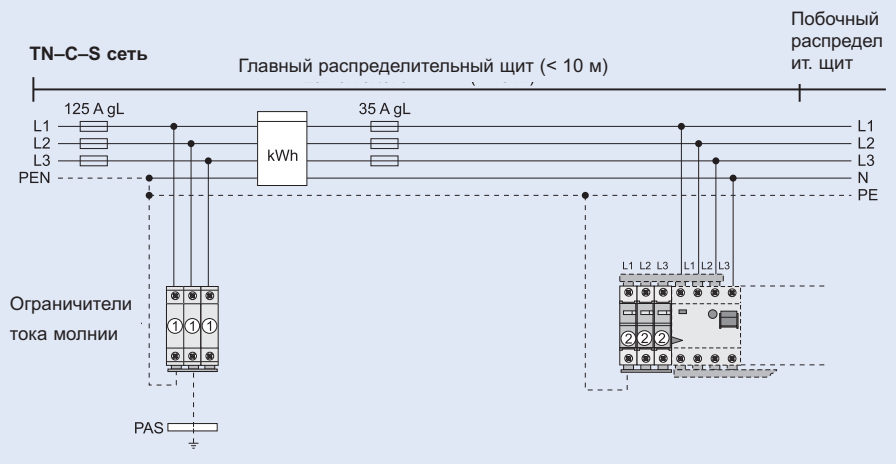 Побочный
распредел
ит. щит
TN–C–S сеть
Главный распределительный щит (< 10 м)
125 A gL
35 A gL
L1
L2
L3
PEN
kWh
L1
L2
L3
N
PE
L1 L2 L3 L1 L2 L3
Ограничители
тока молнии
1 1 1
2 2 2
PAS